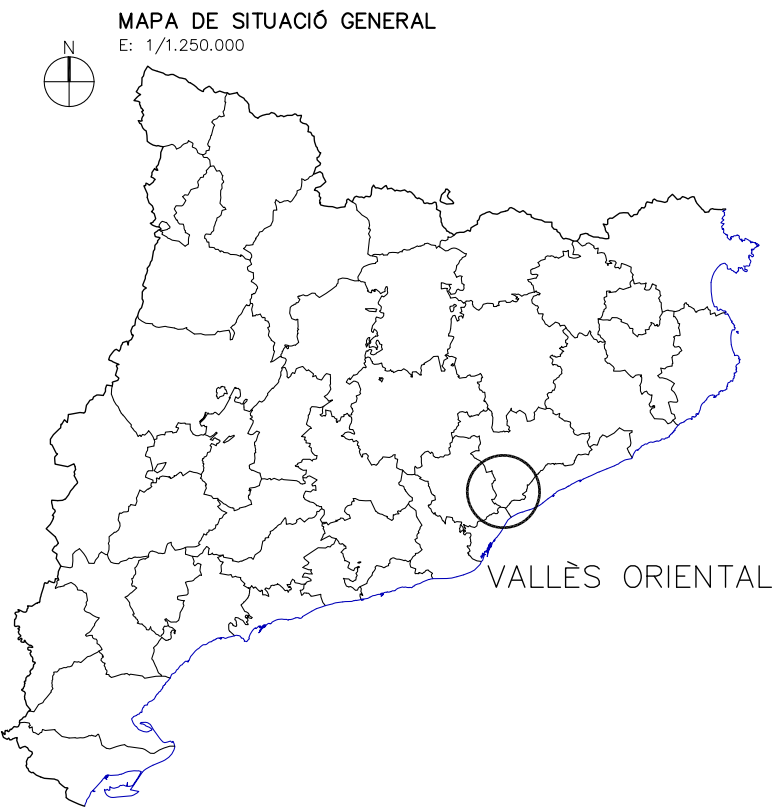 MAPA DE SITUACIÓ GENERAL
E: 1/1.250.000
N
VALLÈS ORIENTAL